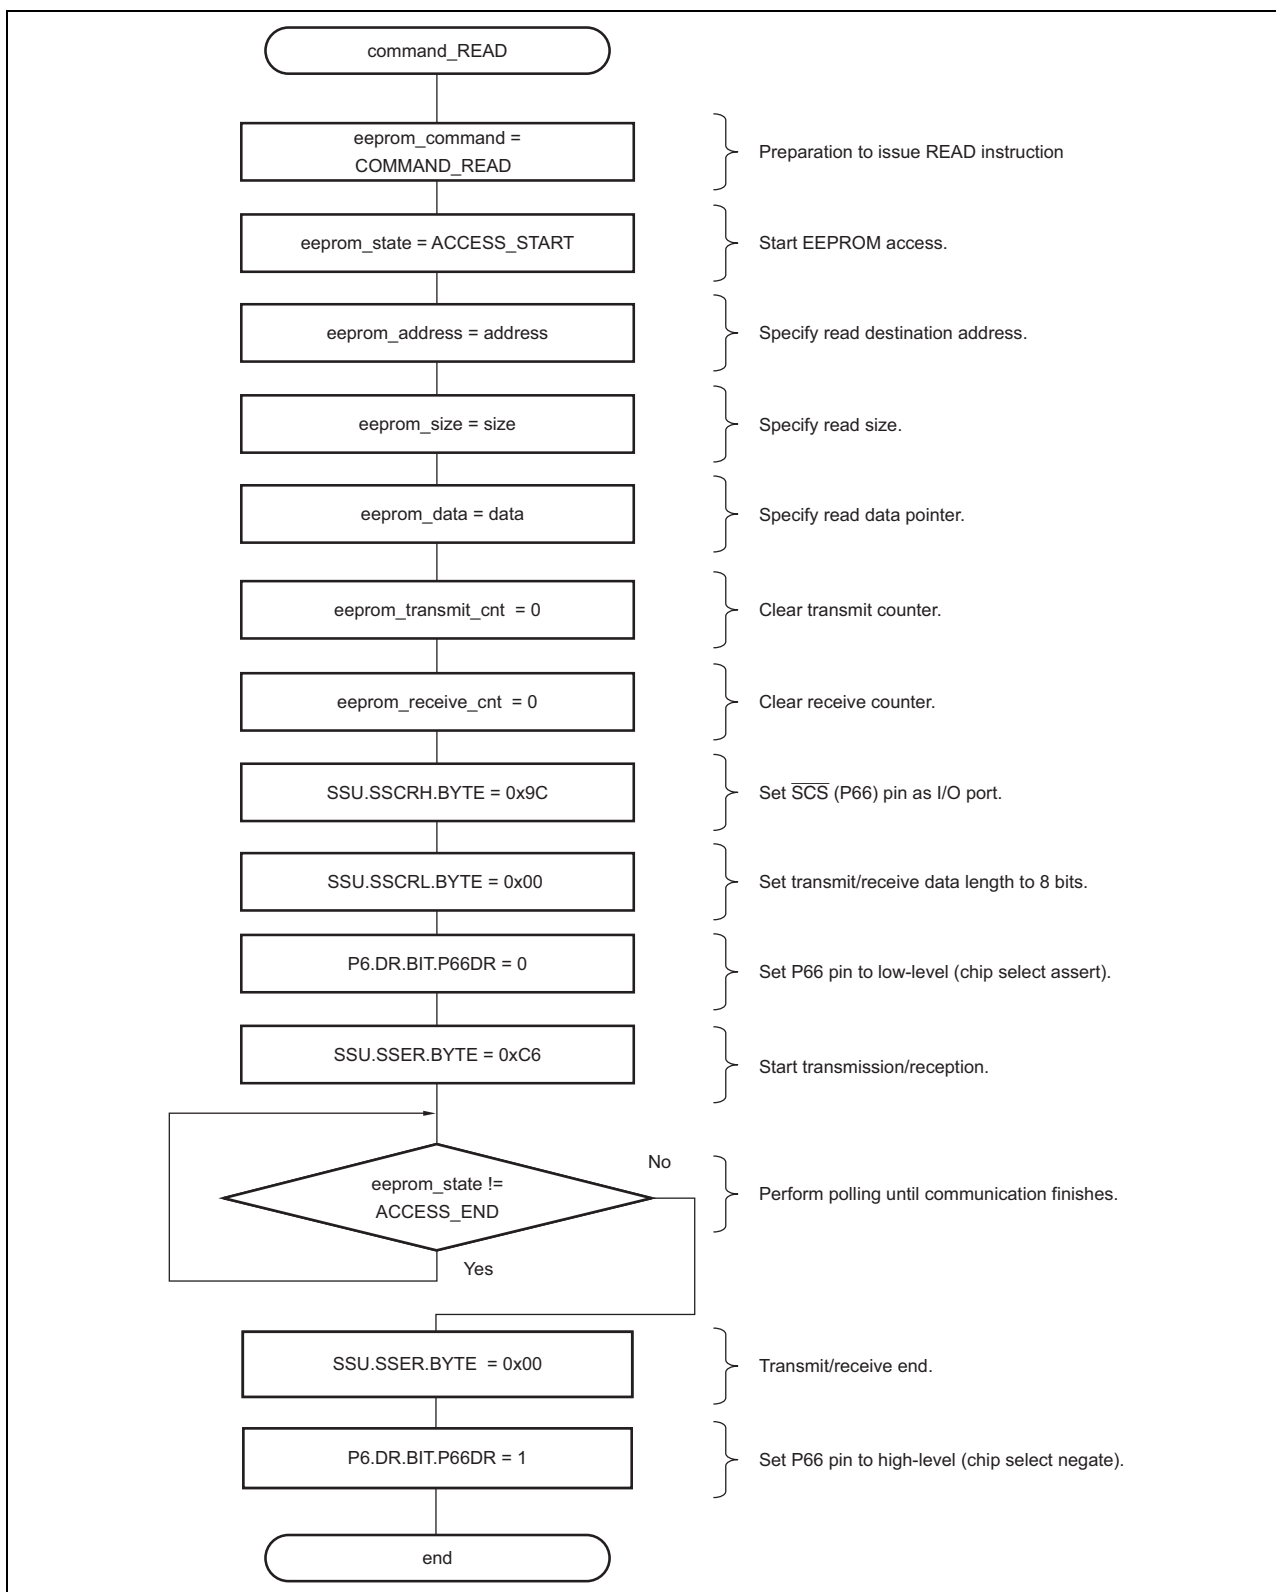 command_READ
eeprom_command =
COMMAND_READ
Preparation to issue READ instruction
eeprom_state = ACCESS_START
Start EEPROM access.
eeprom_address = address
Specify read destination address.
eeprom_size = size
Specify read size.
eeprom_data = data
Specify read data pointer.
eeprom_transmit_cnt = 0
Clear transmit counter.
eeprom_receive_cnt = 0
Clear receive counter.
SSU.SSCRH.BYTE = 0x9C
Set S̅C̅S̅ (P66) pin as I/O port.
SSU.SSCRL.BYTE = 0x00
Set transmit/receive data length to 8 bits.
P6.DR.BIT.P66DR = 0
Set P66 pin to low-level (chip select assert).
SSU.SSER.BYTE = 0xC6
Start transmission/reception.
No
eeprom_state !=
ACCESS_END
Perform polling until communication finishes.
Yes
SSU.SSER.BYTE = 0x00
Transmit/receive end.
P6.DR.BIT.P66DR = 1
Set P66 pin to high-level (chip select negate).
end